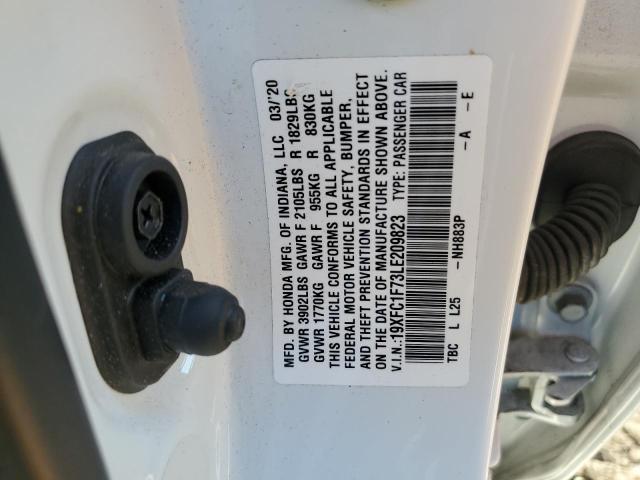 MFD. BY HONDA MFG. OF INDIANA, LLC 03/'20
GVWR 3902LBS GAWR F 2105LBS R 1829LBS
GVWR 1770KG GAWR F 955KG R 830KG
THIS VEHICLE CONFORMS TO ALL APPLICABLE
FEDERAL MOTOR VEHICLE SAFETY, BUMPER,
AND THEFT PREVENTION STANDARDS IN EFFECT
ON THE DATE OF MANUFACTURE SHOWN ABOVE.
V.I.N.:19XFC1F73LE209823 TYPE: PASSENGER CAR
TBC L L25 -NH883P -A -E